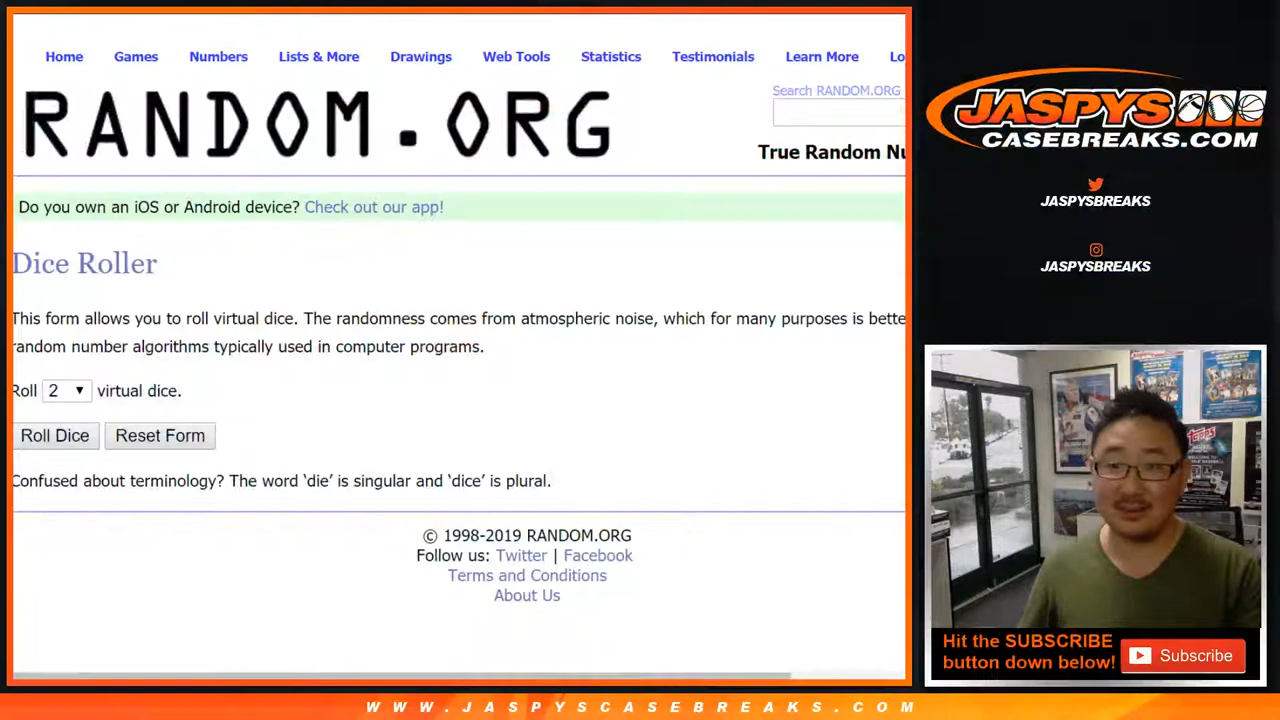 Home Games Numbers Lists & More Drawings Web Tools Statistics Testimonials Learn More Lo
RANDOM.ORG
Search RANDOM.ORG
True Random Nu
Do you own an iOS or Android device? Check out our app!
Dice Roller
This form allows you to roll virtual dice. The randomness comes from atmospheric noise, which for many purposes is bette
random number algorithms typically used in computer programs.
Roll 2 virtual dice.
Roll Dice Reset Form
Confused about terminology? The word ‘die’ is singular and ‘dice’ is plural.
© 1998-2019 RANDOM.ORG
Follow us: Twitter | Facebook
Terms and Conditions
About Us
JASPYS
CASEBREAKS.COM
JASPYSBREAKS
JASPYSBREAKS
TOPPS
Hit the SUBSCRIBE
button down below!
Subscribe
WWW.JASPYSCASEBREAKS.COM